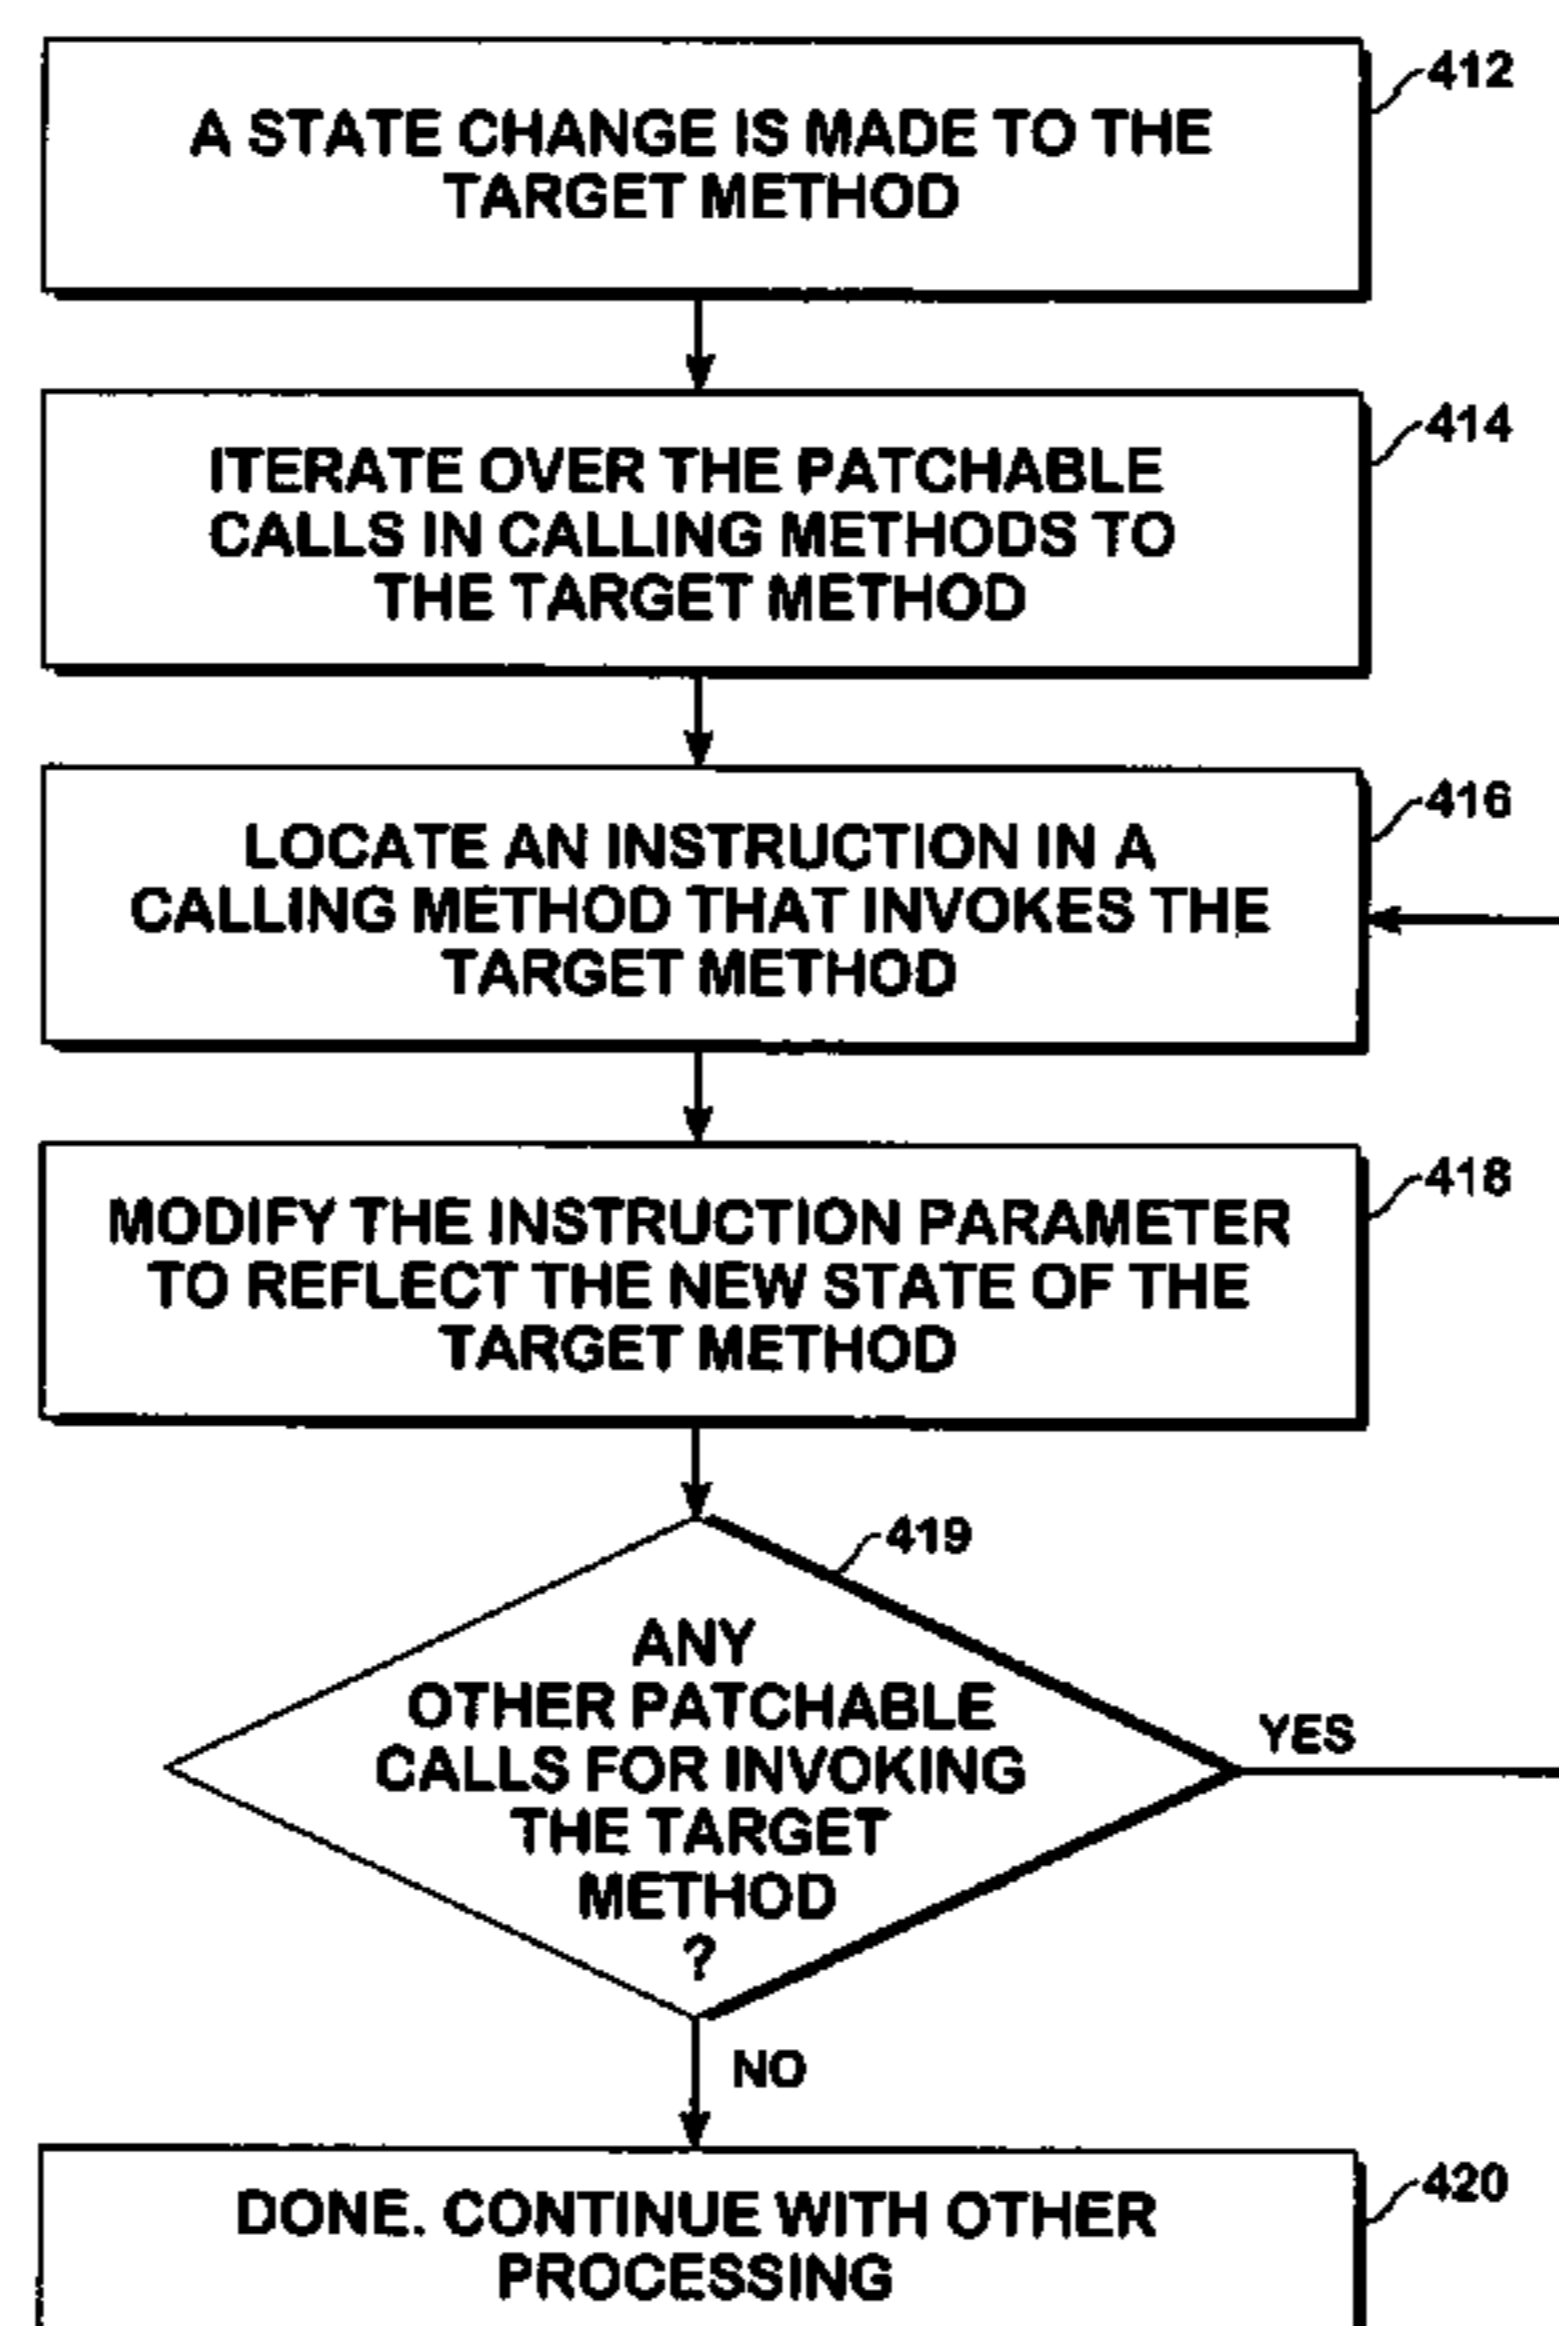 412
A STATE CHANGE IS MADE TO THE
TARGET METHOD
414
ITERATE OVER THE PATCHABLE
CALLS IN CALLING METHODS TO
THE TARGET METHOD
416
LOCATE AN INSTRUCTION IN A
CALLING METHOD THAT INVOKES THE
TARGET METHOD
418
MODIFY THE INSTRUCTION PARAMETER
TO REFLECT THE NEW STATE OF THE
TARGET METHOD
419
ANY
OTHER PATCHABLE
CALLS FOR INVOKING
THE TARGET
METHOD
?
YES
NO
420
DONE. CONTINUE WITH OTHER
PROCESSING